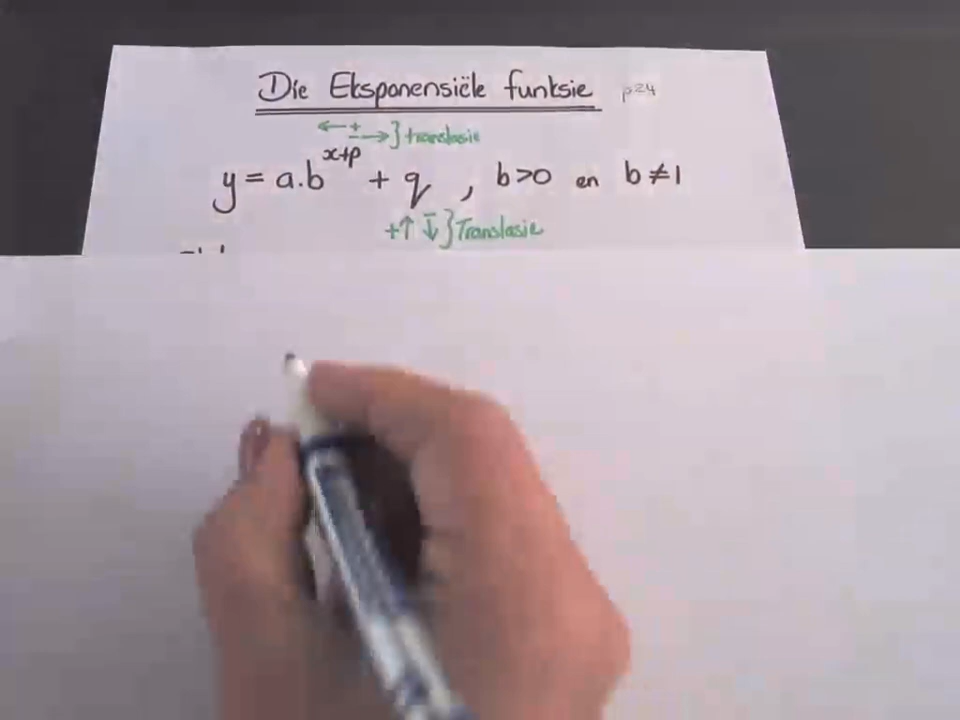 Die Eksponensiële funksie p24
← + → } translasie
y = a.b^{x+p} + q , b>0 en b≠1
+↑ -↓ } Translasie